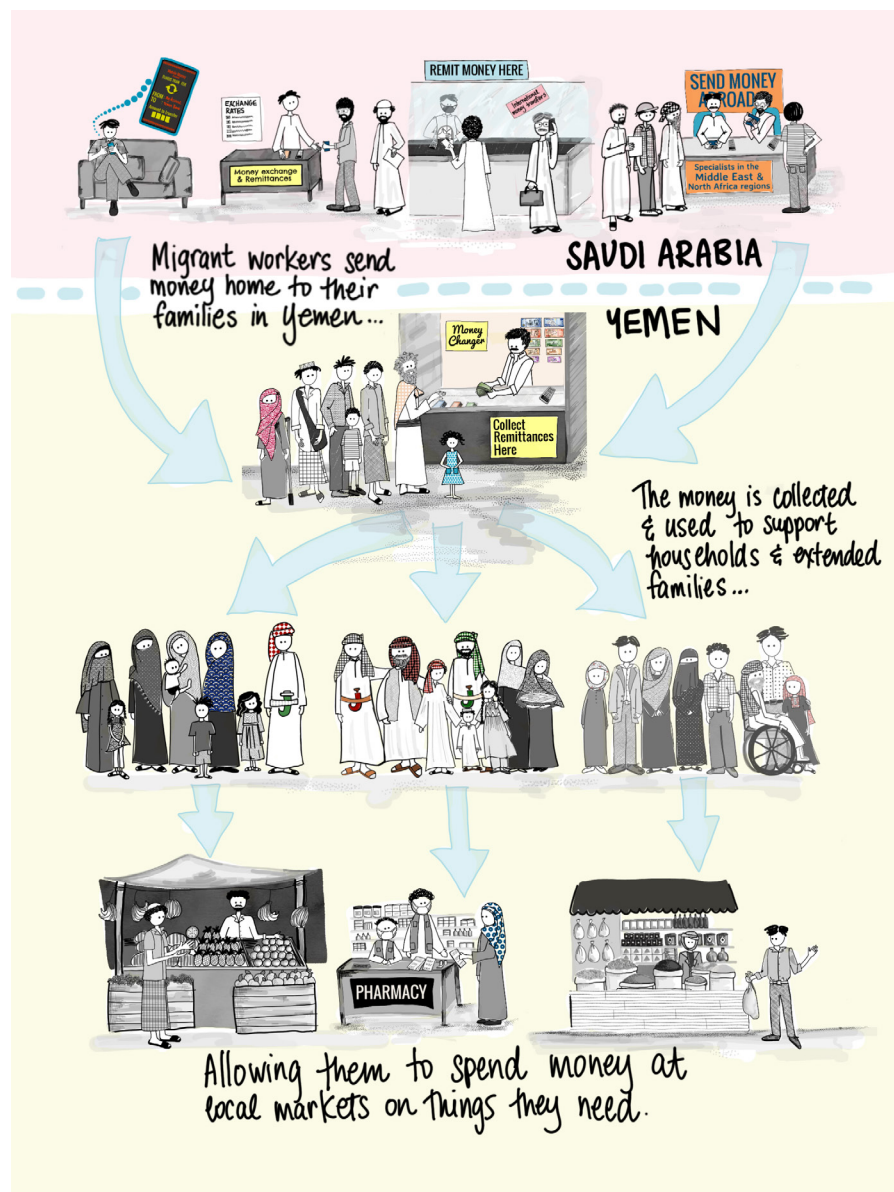 EXCHANGE
RATES
Money exchange
& Remittances
REMIT MONEY HERE
International
money transfers
SEND MONEY
ABROAD
Specialists in the
Middle East &
North Africa regions
Migrant workers send
money home to their
families in Yemen...
SAUDI ARABIA
YEMEN
Money
Changer
Collect
Remittances
Here
The money is collected
& used to support
households & extended
families...
PHARMACY
Allowing them to spend money at
local markets on things they need.